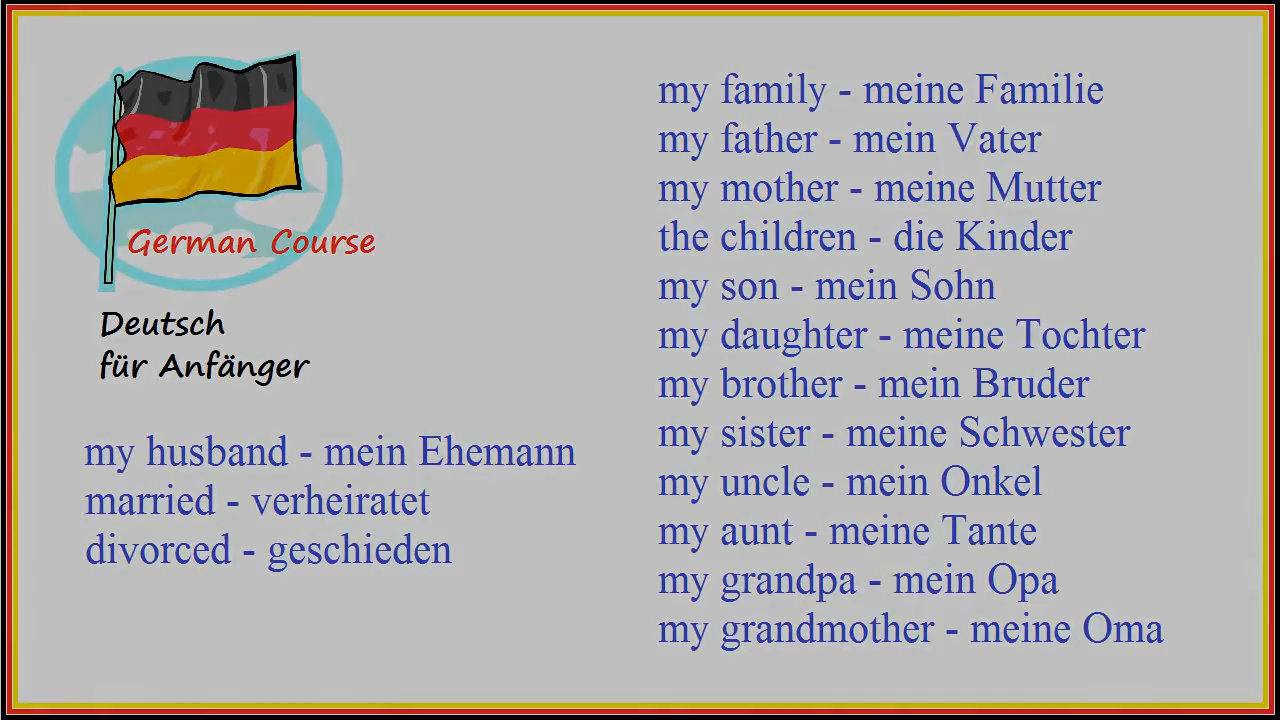 German Course
Deutsch
für Anfänger
my husband - mein Ehemann
married - verheiratet
divorced - geschieden
my family - meine Familie
my father - mein Vater
my mother - meine Mutter
the children - die Kinder
my son - mein Sohn
my daughter - meine Tochter
my brother - mein Bruder
my sister - meine Schwester
my uncle - mein Onkel
my aunt - meine Tante
my grandpa - mein Opa
my grandmother - meine Oma